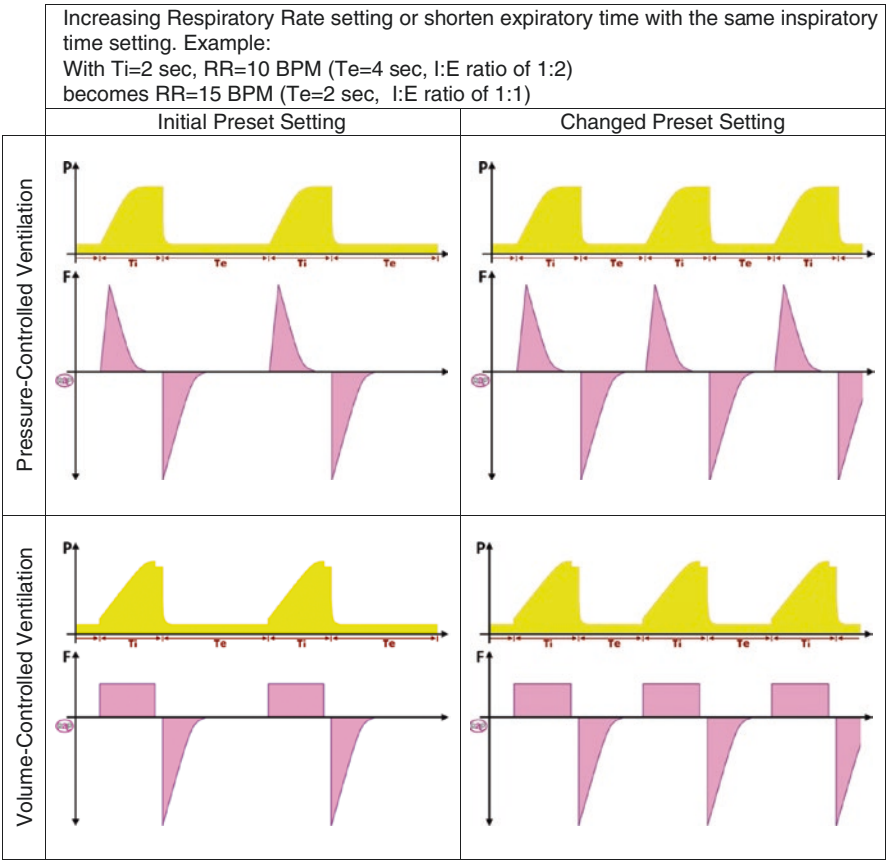 Increasing Respiratory Rate setting or shorten expiratory time with the same inspiratory
time setting. Example:
With Ti=2 sec, RR=10 BPM (Te=4 sec, I:E ratio of 1:2)
becomes RR=15 BPM (Te=2 sec,  I:E ratio of 1:1)
Initial Preset Setting
Changed Preset Setting
Pressure-Controlled Ventilation
P
Ti Te Ti Te
F
P
Ti Te Ti Te Ti
F
Volume-Controlled Ventilation
P
Ti Te Ti Te
F
P
Ti Te Ti Te Ti
F